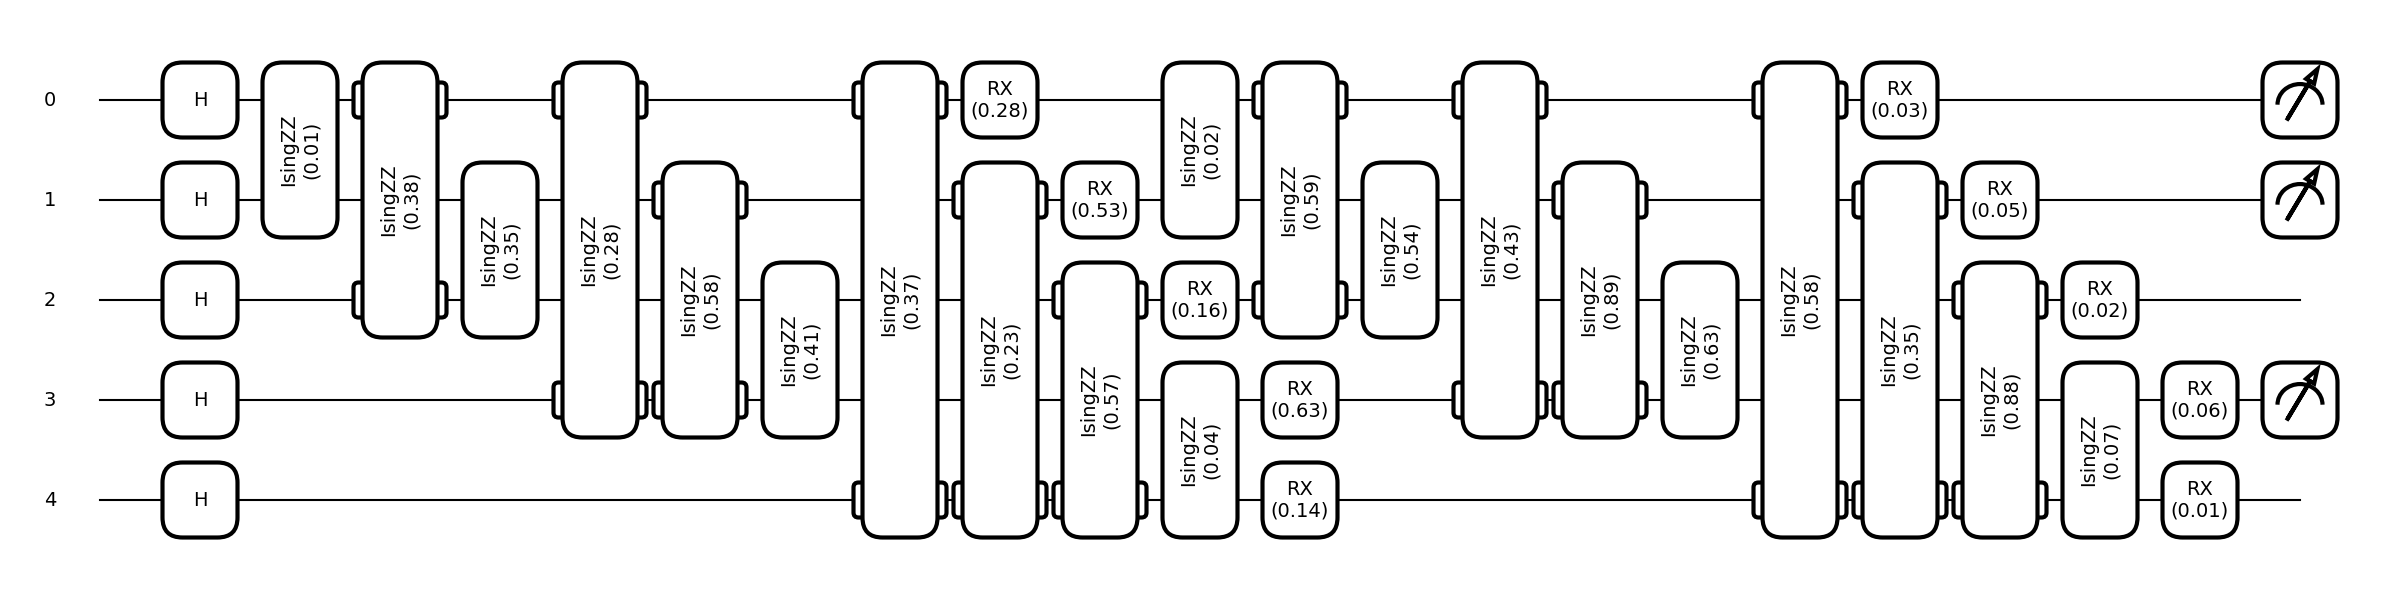 0
H
IsingZZ
(0.01)
IsingZZ
(0.38)
IsingZZ
(0.28)
IsingZZ
(0.37)
RX
(0.28)
IsingZZ
(0.02)
IsingZZ
(0.59)
IsingZZ
(0.43)
IsingZZ
(0.58)
RX
(0.03)
1
H
IsingZZ
(0.35)
IsingZZ
(0.58)
IsingZZ
(0.23)
RX
(0.53)
IsingZZ
(0.54)
IsingZZ
(0.89)
IsingZZ
(0.35)
RX
(0.05)
2
H
IsingZZ
(0.41)
IsingZZ
(0.57)
RX
(0.16)
IsingZZ
(0.63)
IsingZZ
(0.88)
RX
(0.02)
3
H
IsingZZ
(0.04)
RX
(0.63)
IsingZZ
(0.07)
RX
(0.06)
4
H
RX
(0.14)
RX
(0.01)